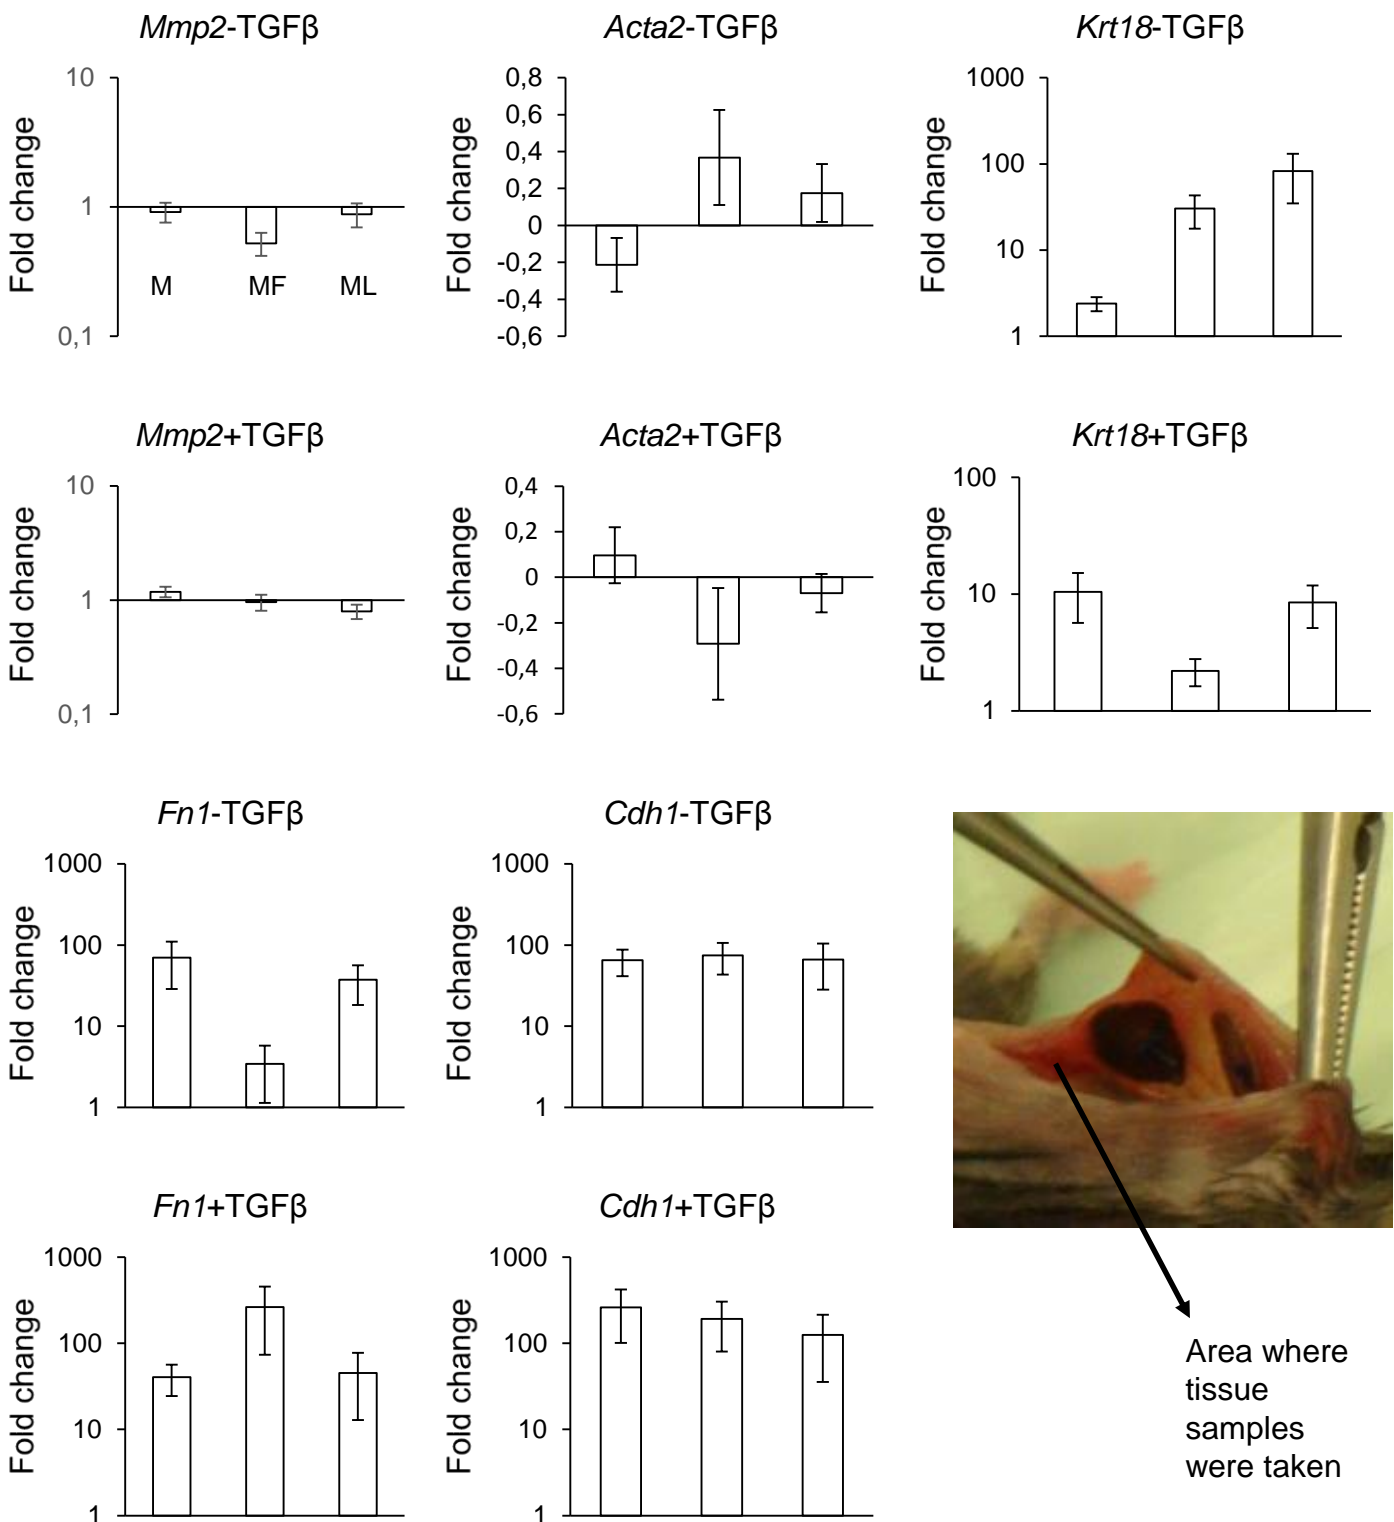 Mmp2-TGFβ
Fold change
10
1
0,1
M MF ML
Acta2-TGFβ
Fold change
0,8
0,6
0,4
0,2
0
-0,2
-0,4
-0,6
Krt18-TGFβ
Fold change
1000
100
10
1
Mmp2+TGFβ
Fold change
10
1
0,1
Acta2+TGFβ
Fold change
0,4
0,2
0
-0,2
-0,4
-0,6
Krt18+TGFβ
Fold change
100
10
1
Fn1-TGFβ
Fold change
1000
100
10
1
Cdh1-TGFβ
Fold change
1000
100
10
1
Fn1+TGFβ
Fold change
1000
100
10
1
Cdh1+TGFβ
Fold change
1000
100
10
1
Area where
tissue
samples
were taken